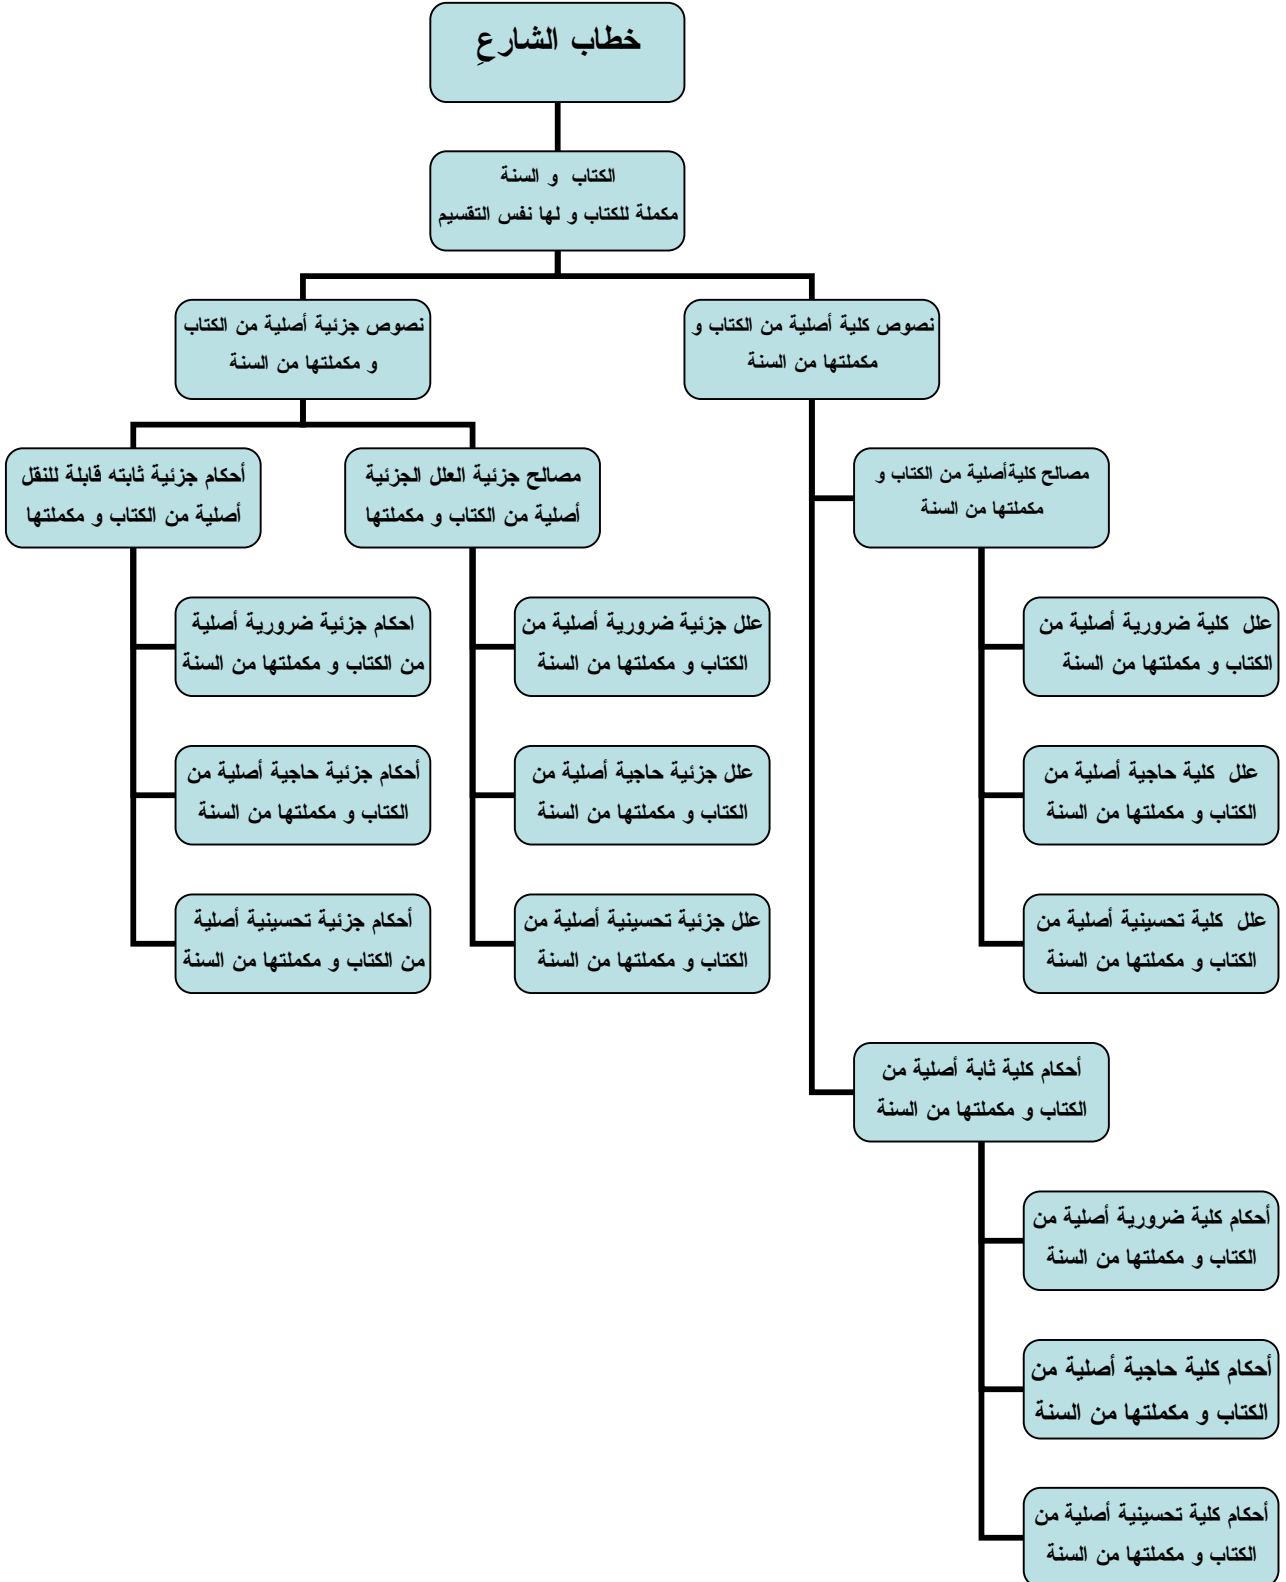 خطاب الشارعِ
الكتاب و السنة
مكملة للكتاب و لها نفس التقسيم
نصوص كلية أصلية من الكتاب و
مكملتها من السنة
نصوص جزئية أصلية من الكتاب
و مكملتها من السنة
مصالح كليةأصلية من الكتاب و
مكملتها من السنة
مصالح جزئية العلل الجزئية
أصلية من الكتاب و مكملتها
أحكام جزئية ثابته قابلة للنقل
أصلية من الكتاب و مكملتها
علل كلية ضرورية أصلية من
الكتاب و مكملتها من السنة
علل جزئية ضرورية أصلية من
الكتاب و مكملتها من السنة
احكام جزئية ضرورية أصلية
من الكتاب و مكملتها من السنة
علل كلية حاجية أصلية من
الكتاب و مكملتها من السنة
علل جزئية حاجية أصلية من
الكتاب و مكملتها من السنة
أحكام جزئية حاجية أصلية من
الكتاب و مكملتها من السنة
علل كلية تحسينية أصلية من
الكتاب و مكملتها من السنة
علل جزئية تحسينية أصلية من
الكتاب و مكملتها من السنة
أحكام جزئية تحسينية أصلية
من الكتاب و مكملتها من السنة
أحكام كلية ثابة أصلية من
الكتاب و مكملتها من السنة
أحكام كلية ضرورية أصلية من
الكتاب و مكملتها من السنة
أحكام كلية حاجية أصلية من
الكتاب و مكملتها من السنة
أحكام كلية تحسينية أصلية من
الكتاب و مكملتها من السنة